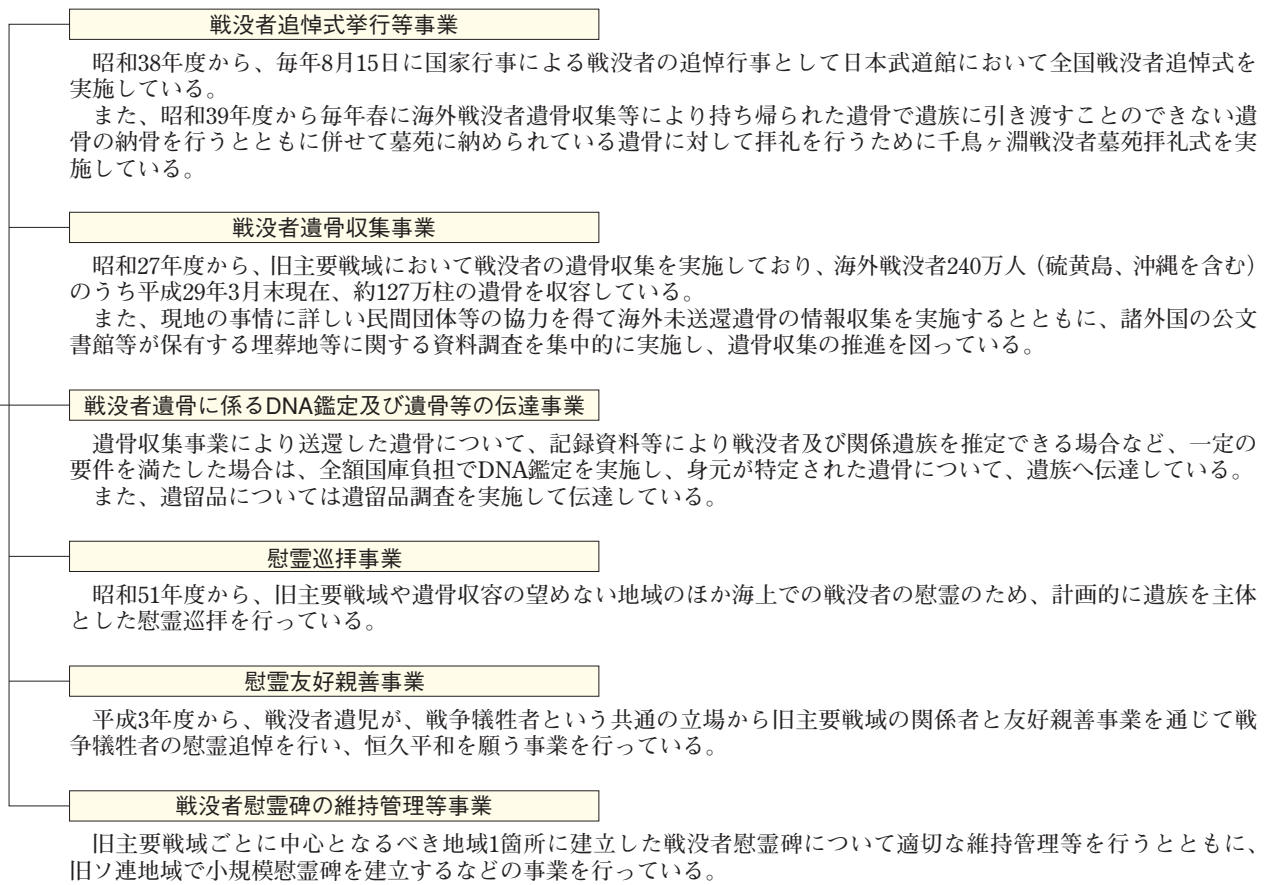 戦没者追悼式挙行等事業
　昭和38年度から、毎年8月15日に国家行事による戦没者の追悼行事として日本武道館において全国戦没者追悼式を
実施している。
　また、昭和39年度から毎年春に海外戦没者遺骨収集等により持ち帰られた遺骨で遺族に引き渡すことのできない遺
骨の納骨を行うとともに併せて墓苑に納められている遺骨に対して拝礼を行うために千鳥ヶ淵戦没者墓苑拝礼式を実
施している。
戦没者遺骨収集事業
　昭和27年度から、旧主要戦域において戦没者の遺骨収集を実施しており、海外戦没者240万人（硫黄島、沖縄を含む）
のうち平成29年3月末現在、約127万柱の遺骨を収容している。
　また、現地の事情に詳しい民間団体等の協力を得て海外未送還遺骨の情報収集を実施するとともに、諸外国の公文
書館等が保有する埋葬地等に関する資料調査を集中的に実施し、遺骨収集の推進を図っている。
戦没者遺骨に係るDNA鑑定及び遺骨等の伝達事業
　遺骨収集事業により送還した遺骨について、記録資料等により戦没者及び関係遺族を推定できる場合など、一定の
要件を満たした場合は、全額国庫負担でDNA鑑定を実施し、身元が特定された遺骨について、遺族へ伝達している。
　また、遺留品については遺留品調査を実施して伝達している。
慰霊巡拝事業
　昭和51年度から、旧主要戦域や遺骨収容の望めない地域のほか海上での戦没者の慰霊のため、計画的に遺族を主体
とした慰霊巡拝を行っている。
慰霊友好親善事業
　平成3年度から、戦没者遺児が、戦争犠牲者という共通の立場から旧主要戦域の関係者と友好親善事業を通じて戦
争犠牲者の慰霊追悼を行い、恒久平和を願う事業を行っている。
戦没者慰霊碑の維持管理等事業
　旧主要戦域ごとに中心となるべき地域1箇所に建立した戦没者慰霊碑について適切な維持管理等を行うとともに、
旧ソ連地域で小規模慰霊碑を建立するなどの事業を行っている。